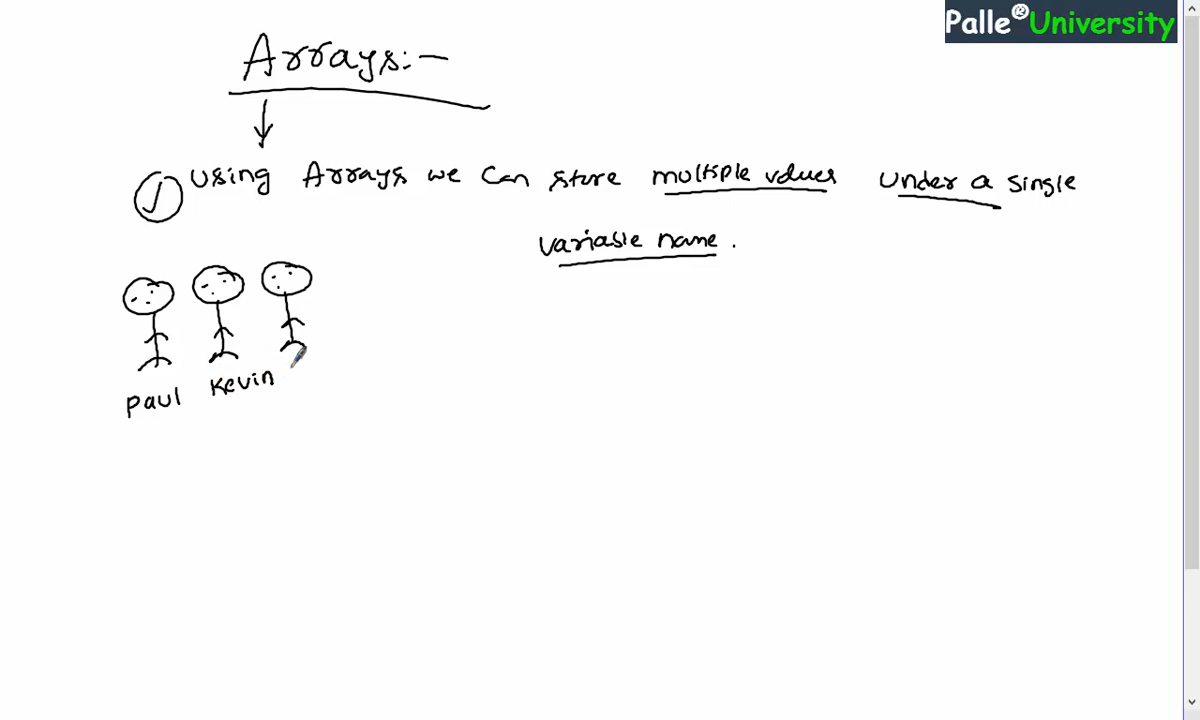 Palle®University
Arrays:-
Using Arrays we can store multiple values under a single
variable name.
Paul Kevin